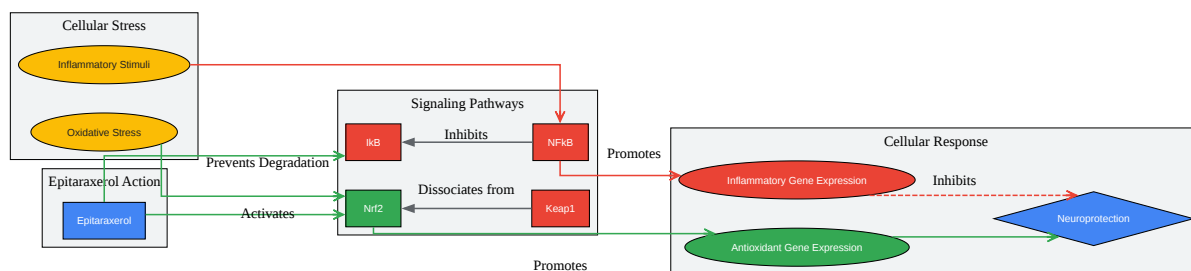 Cellular Stress
Inflammatory Stimuli
Oxidative Stress
Epitaraxerol Action
Epitaraxerol
Prevents Degradation
Activates
Signaling Pathways
IkB
Inhibits
NFkB
Nrf2
Dissociates from
Keap1
Promotes
Promotes
Cellular Response
Inflammatory Gene Expression
Inhibits
Neuroprotection
Antioxidant Gene Expression